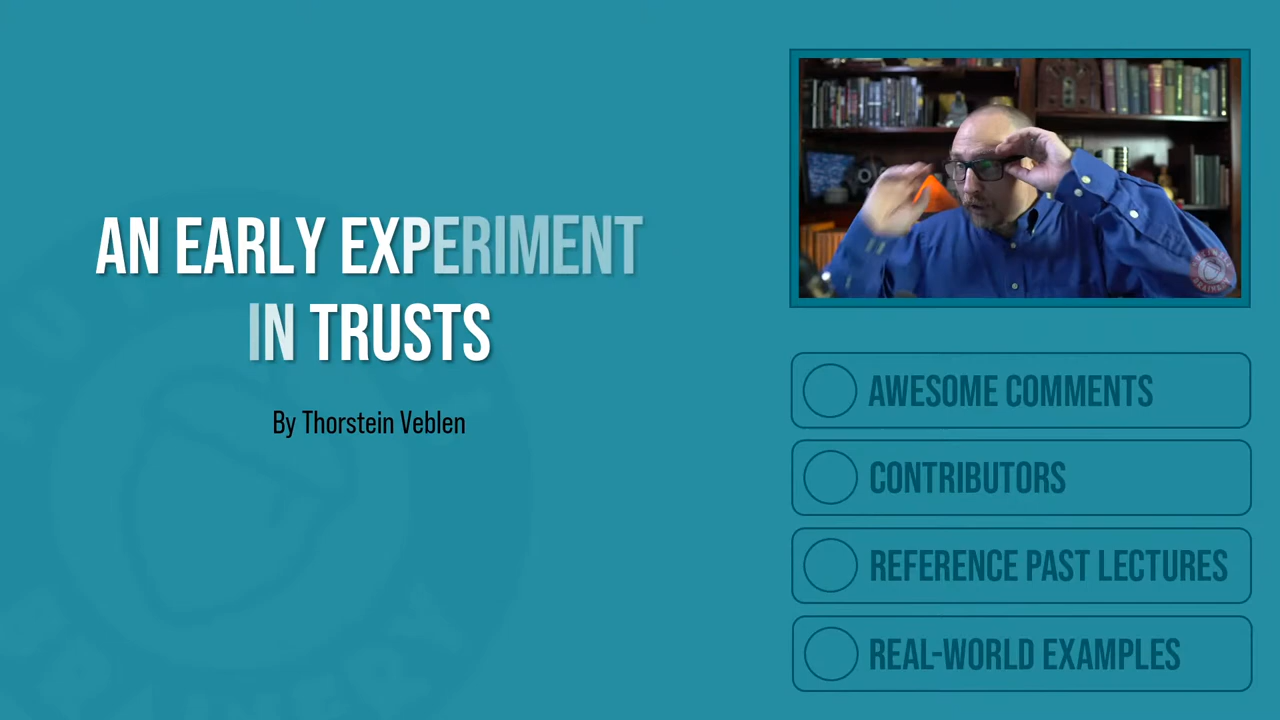 AN EARLY EXPERIMENT
IN TRUSTS
By Thorstein Veblen
AWESOME COMMENTS
CONTRIBUTORS
REFERENCE PAST LECTURES
REAL-WORLD EXAMPLES